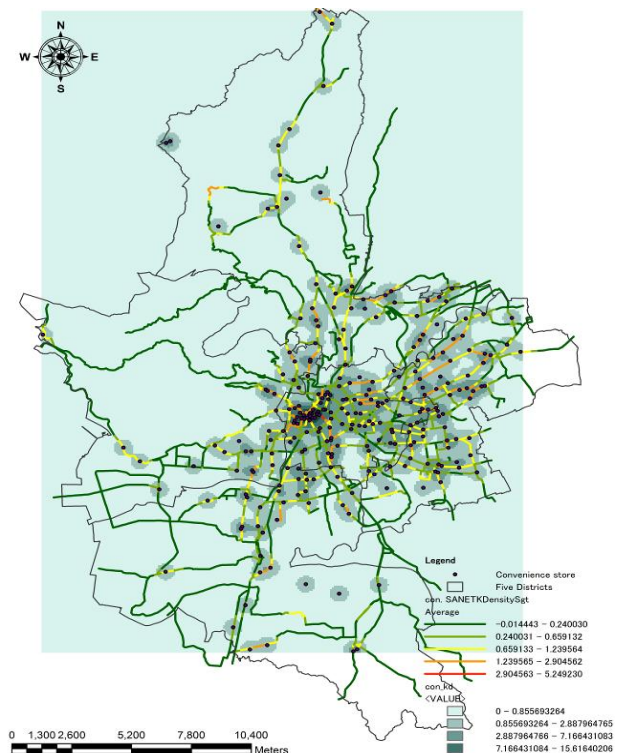 N
W E
S
Legend
Convenience store
Five Districts
con. SANETKDensitySgt
Average
-0.014443 - 0.240030
0.240031 - 0.659132
0.659133 - 1.239564
1.239565 - 2.904562
2.904563 - 5.249230
con_kd
<VALUE>
0 - 0.855693264
0.855693264 - 2.887964765
2.887964766 - 7.166431083
7.166431084 - 15.61640206
0 1,300 2,600 5,200 7,800 10,400
Meters